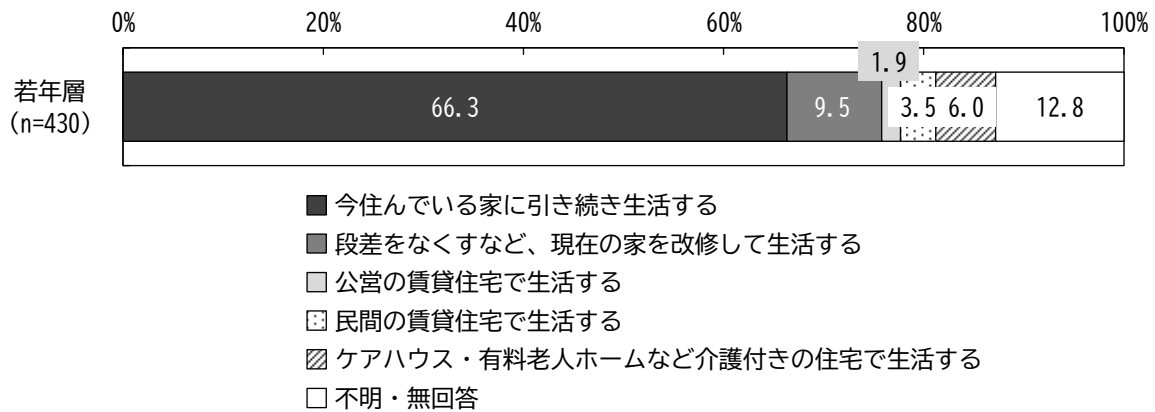 0% 20% 40% 60% 80% 100%
1.9
若年層
(n=430)
66.3 9.5 3.5 6.0 12.8
今住んでいる家に引き続き生活する
段差をなくすなど、現在の家を改修して生活する
公営の賃貸住宅で生活する
民間の賃貸住宅で生活する
ケアハウス・有料老人ホームなど介護付きの住宅で生活する
不明・無回答